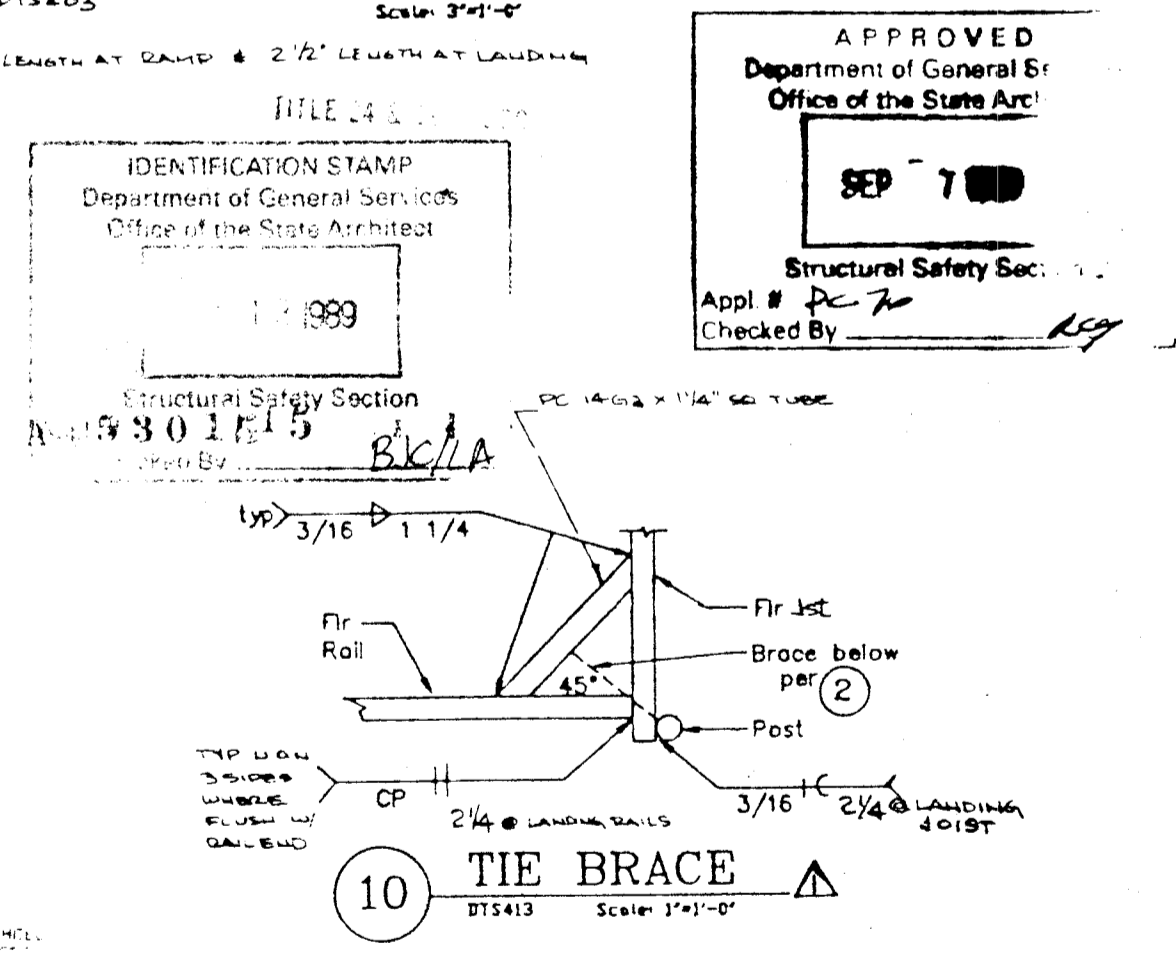 DTS203
Scale: 3"=1'-0"
LENGTH AT RAMP & 2 1/2" LENGTH AT LANDING
TITLE 24
IDENTIFICATION STAMP
Department of General Services
Office of the State Architect
1989
Structural Safety Section
By B/C/LA
APPROVED
Department of General
Office of the State
SEP 7
Structural Safety
Appl. # PC
Checked By
PC 14GA x 1 1/4" SQ TUBE
typ 3/16 1 1/4
Flr
Rail
Flr Jst
Brace below
per 2
45°
Post
TYP UON
3 SIDES
WHERE
FLUSH W/
RAIL END
CP
2 1/4 @ LANDING RAILS
3/16 2 1/4 @ LANDING
JOIST
10 TIE BRACE 1
DTS413 Scale: 1"=1'-0"